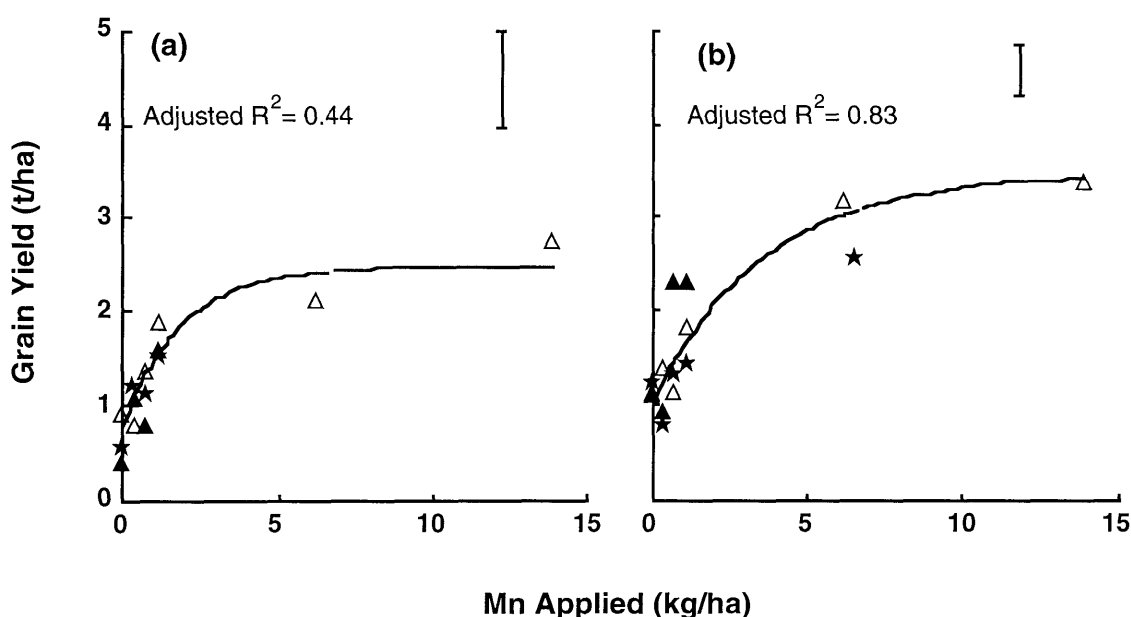 Grain Yield (t/ha)
5
4
3
2
1
0
(a)
Adjusted R²= 0.44
0 5 10 15
(b)
Adjusted R²= 0.83
0 5 10 15
Mn Applied (kg/ha)